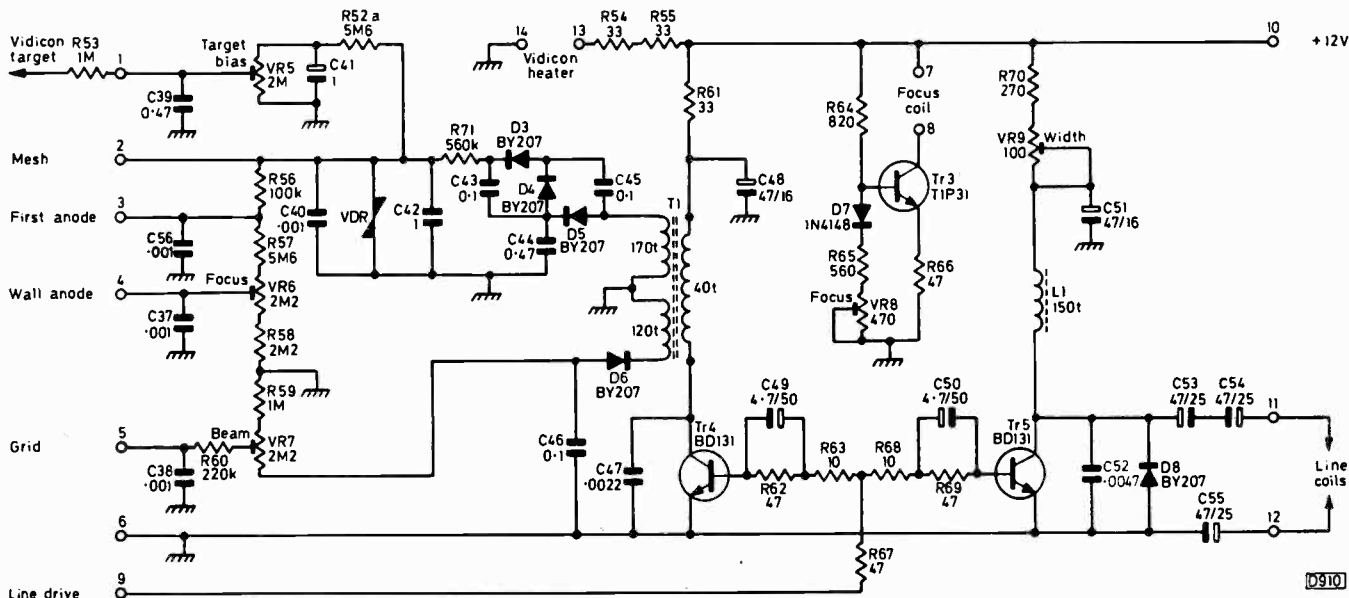 Vidicon
target
R53
1M
1
Target
bias
VR5
2M
C41
1
R52a
5M6
C39
0.47
14
13
Vidicon
heater
R54
33
R55
33
10
+12V
R61
33
R64
820
7
Focus
coil
8
R70
270
VR9
100
Width
Mesh
2
R56
100k
First anode
3
C56
.001
R57
5M6
C40
.001
VDR
C42
1
R71
560k
D3
BY207
C43
0.1
D4
BY207
C45
0.1
D5
BY207
C44
0.47
T1
170t
120t
40t
C48
47/16
Tr3
T1P31
D7
1N4148
R65
560
Focus
VR8
470
R66
47
C51
47/16
L1
150t
Wall anode
4
C37
.001
Focus
VR6
2M2
R58
2M2
R59
1M
D6
BY207
Grid
5
C38
.001
R60
220k
Beam
VR7
2M2
C46
0.1
C47
.0022
Tr4
BD131
C49
4.7/50
R62
47
R63
10
R68
10
C50
4.7/50
R69
47
Tr5
BD131
C52
.0047
D8
BY207
C53
47/25
C54
47/25
11
Line
coils
C55
47/25
12
6
R67
47
Line drive
9
D910